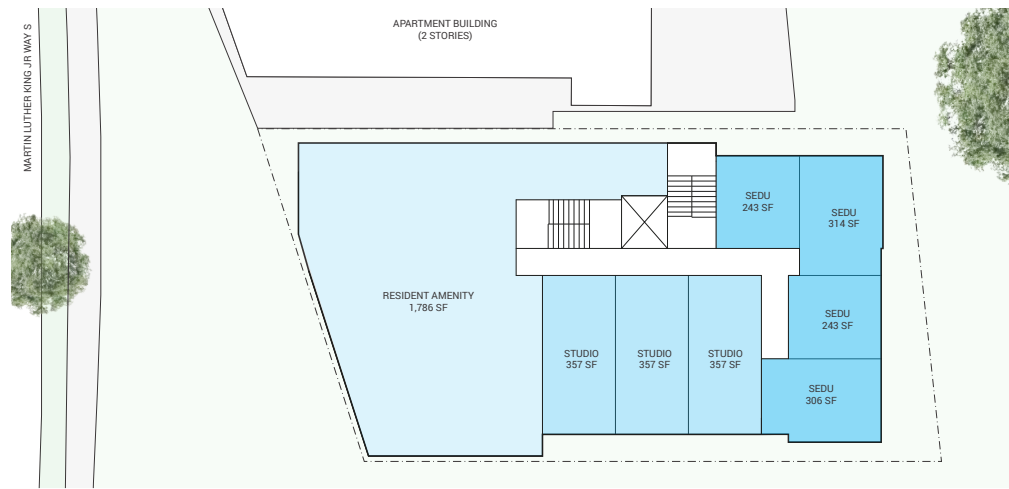 MARTIN LUTHER KING JR WAY S
APARTMENT BUILDING
(2 STORIES)
SEDU
243 SF
SEDU
314 SF
RESIDENT AMENITY
1,786 SF
SEDU
243 SF
STUDIO
357 SF
STUDIO
357 SF
STUDIO
357 SF
SEDU
306 SF